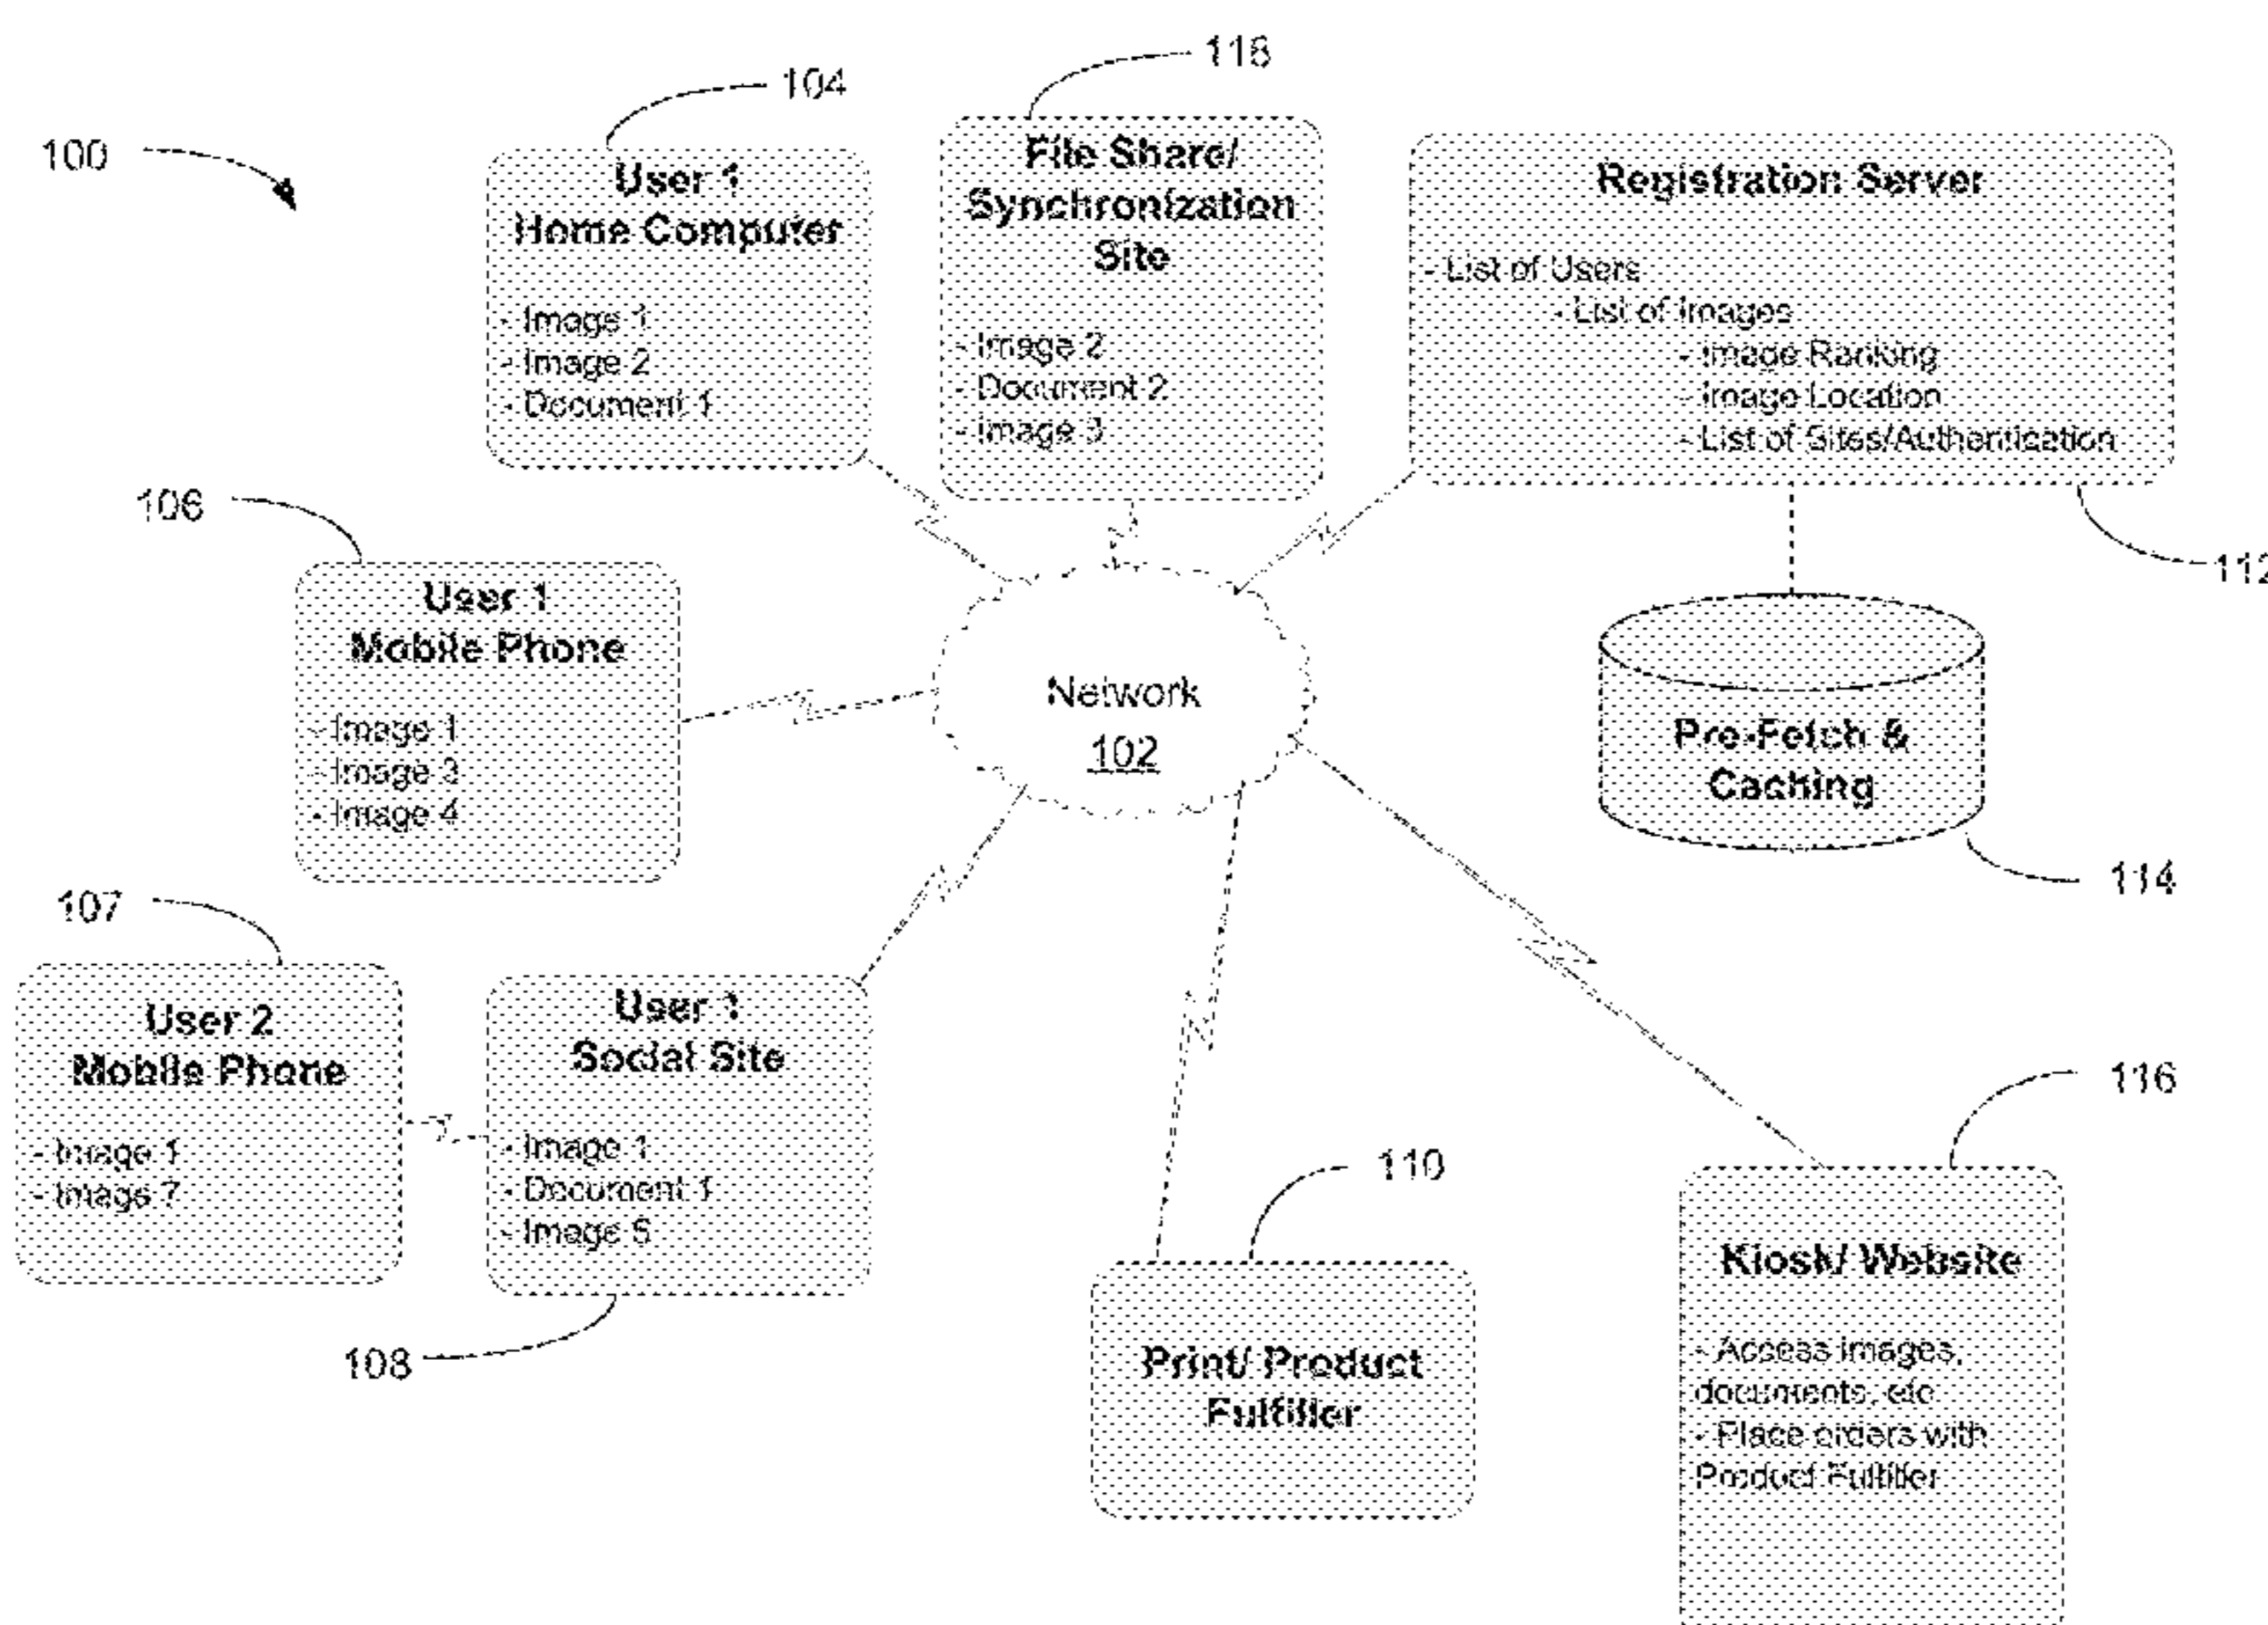 100
104
User 1
Home Computer
- Image 1
- Image 2
- Document 1
118
File Share/
Synchronization
Site
- Image 2
- Document 2
- Image 3
Registration Server
- List of Users
- List of Images
- Image Ranking
- Image Location
- List of Sites/Authentication
112
106
User 1
Mobile Phone
- Image 1
- Image 3
- Image 4
Network
102
Pre-Fetch &
Caching
114
107
User 2
Mobile Phone
- Image 1
- Image 7
User 1
Social Site
- Image 1
- Document 1
- Image 5
108
110
Print/ Product
Fulfiller
116
Kiosk/ Website
- Access images,
documents, etc
- Place orders with
Product Fulfiller